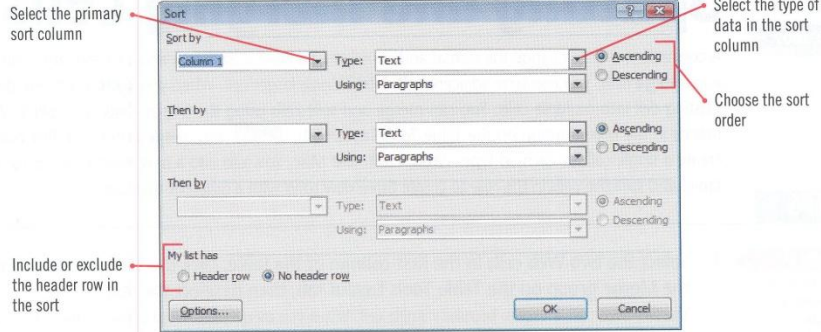 Select the primary
sort column
Select the type of
data in the sort
column
Choose the sort
order
Include or exclude
the header row in
the sort
Sort
Sort by
Column 1
Type: Text
Using: Paragraphs
Ascending
Descending
Then by
Type: Text
Using: Paragraphs
Ascending
Descending
Then by
Type: Text
Using: Paragraphs
Ascending
Descending
My list has
Header row No header row
Options...
OK
Cancel